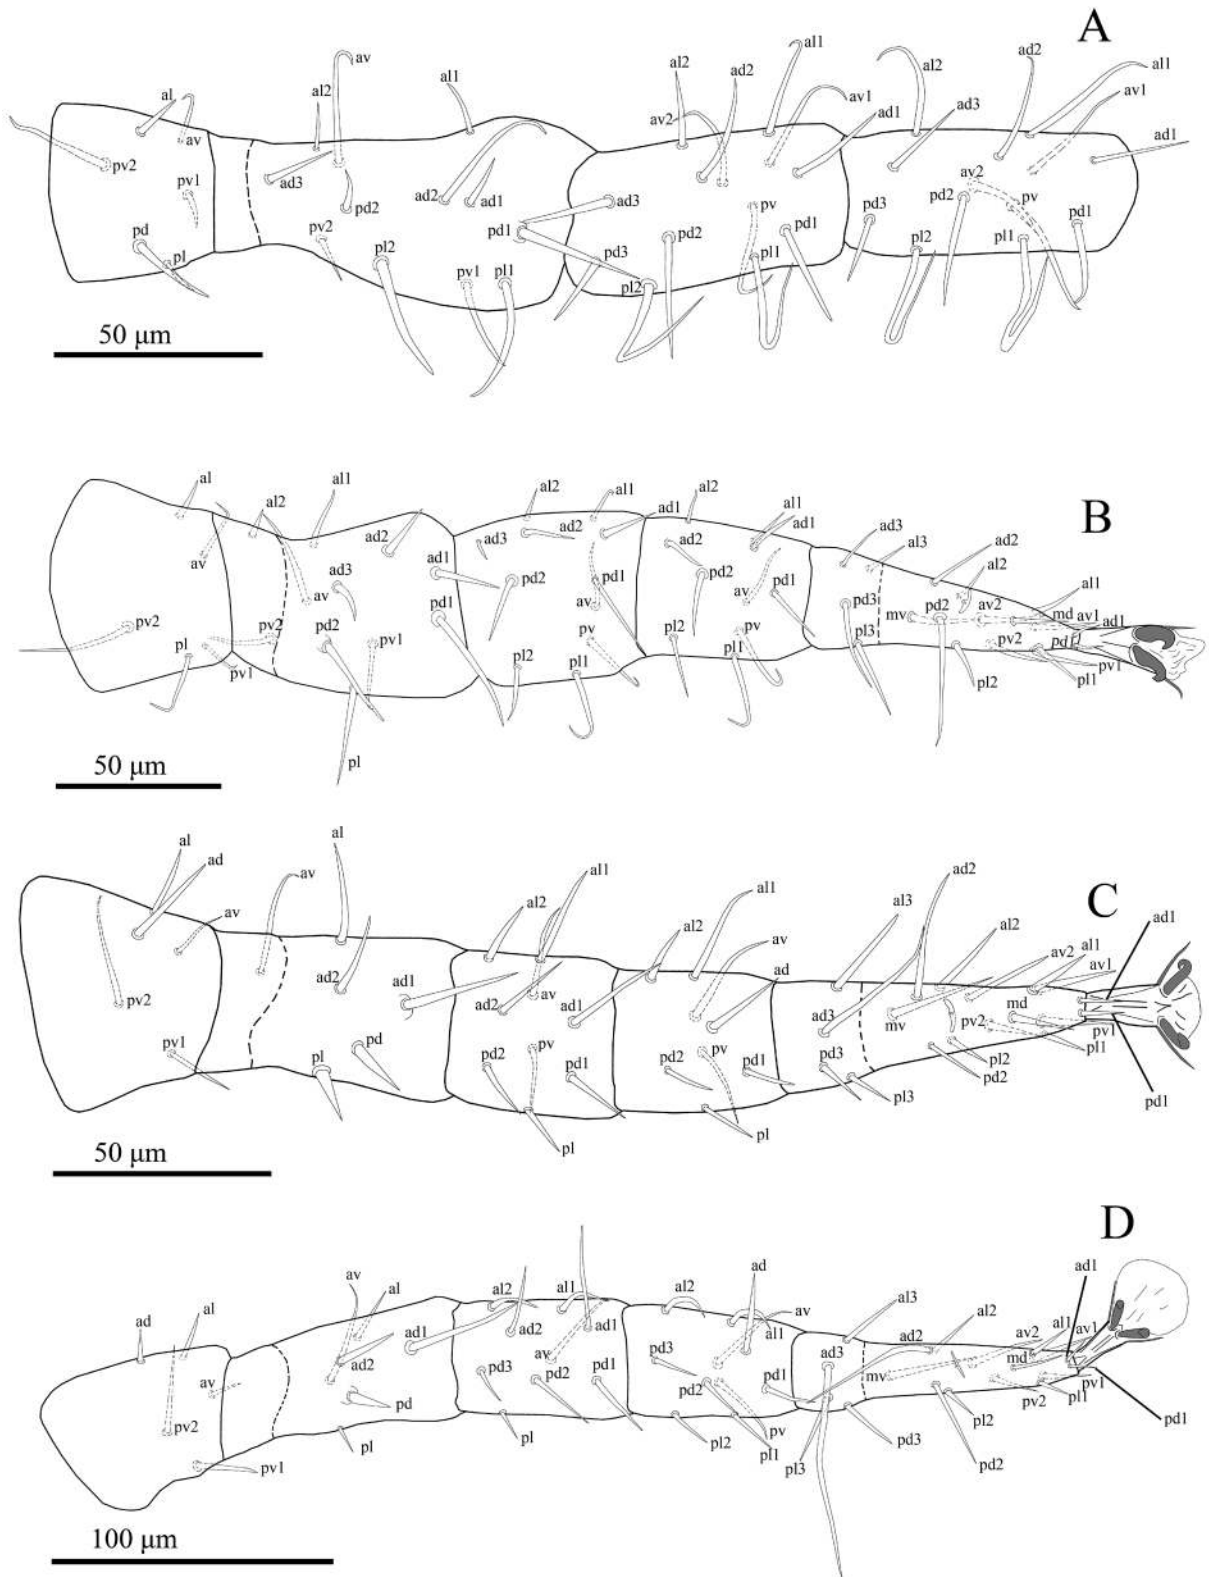 A
av
al1
al2
al1
al2
ad2
al2
ad2
al1
al
av
av2
av1
ad1
ad3
av1
ad1
pv2
pv1
ad3
pd2
ad2
ad1
ad3
pv
pd3
pd2
av2
pv
pd1
pd
pl
pv2
pl2
pd1
pd2
pd1
pl2
pl1
pv1
pl1
pd3
pl2
pl1
50 μm
B
al
al2
al1
al2
al1
ad1
al2
al1
ad1
ad3
ad2
ad2
ad3
ad2
ad2
al3
al2
al1
av
ad3
av
ad1
pd2
pd1
av
pd2
pd1
av
pd3
mv
pd2
av2
md
av1
ad1
pv2
pl
pv1
pv2
pd2
pv1
pd1
pv
pl2
pl1
pv
pl2
pl1
pl3
pv2
pd1
pv1
pl1
pl2
pl
50 μm
C
al
ad
al
av
av
al2
al1
al1
al2
av
al3
ad2
al2
ad1
av2
al1
av1
pv2
ad2
ad1
ad2
av
ad1
ad
ad3
mv
pv2
md
pv1
pl1
pv1
pl
pd
pd2
pv
pd1
pd2
pv
pd1
pd3
pl3
pl2
pd2
pd1
pl
pl
50 μm
D
ad
al
av
al
al2
al1
al2
ad
av
al3
al2
ad1
av2
al1
av1
ad1
ad2
ad2
ad1
al1
ad2
ad3
md
av
pd
pd3
av
pd2
pd1
pd3
pd2
pd1
mv
pv1
pv2
pl1
pv2
pv1
pl
pl
pl2
pv
pl1
pl3
pd3
pl2
pd2
pd1
100 μm